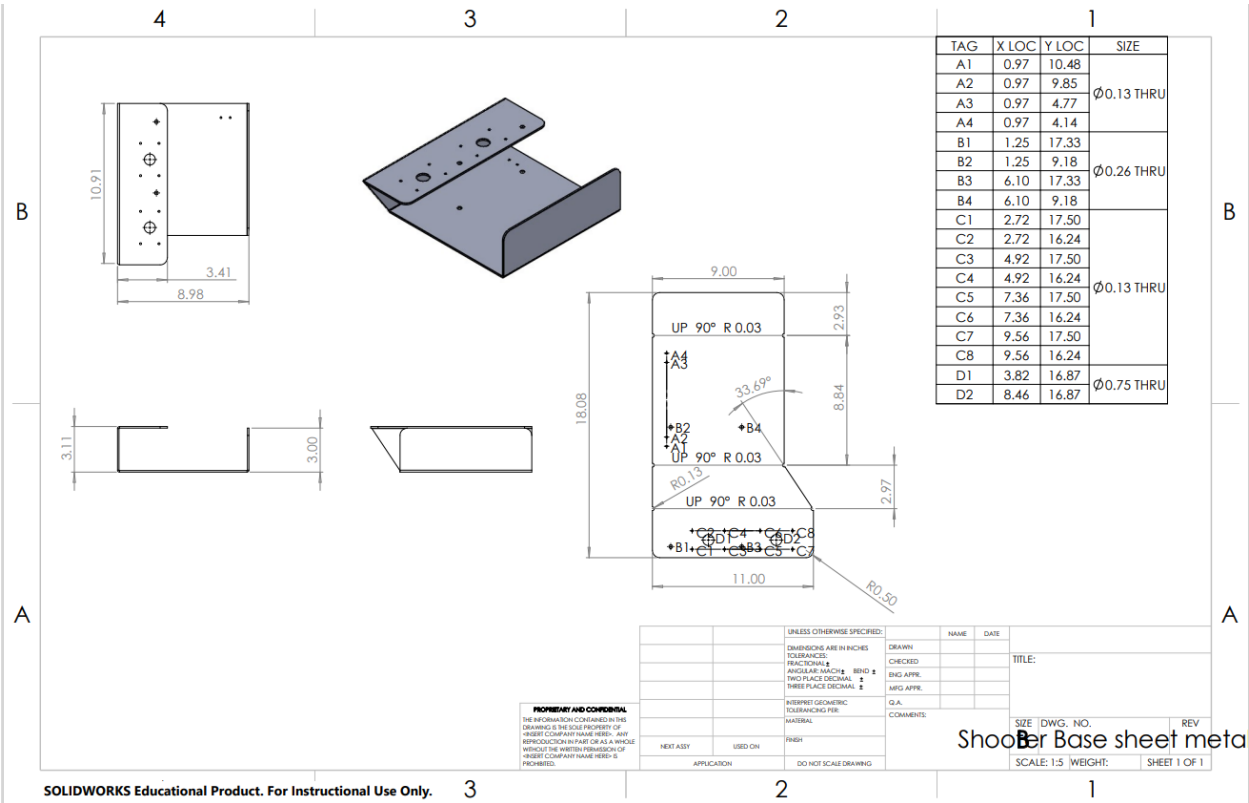 4 3 2 1
B
B
A
A
TAG X LOC Y LOC SIZE
A1 0.97 10.48 Ø0.13 THRU
A2 0.97 9.85
A3 0.97 4.77
A4 0.97 4.14
B1 1.25 17.33 Ø0.26 THRU
B2 1.25 9.18
B3 6.10 17.33
B4 6.10 9.18
C1 2.72 17.50 Ø0.13 THRU
C2 2.72 16.24
C3 4.92 17.50
C4 4.92 16.24
C5 7.36 17.50
C6 7.36 16.24
C7 9.56 17.50
C8 9.56 16.24
D1 3.82 16.87 Ø0.75 THRU
D2 8.46 16.87
10.91
3.41
8.98
3.11
3.00
9.00
2.93
UP 90° R 0.03
A4
A3
33.69°
8.84
18.08
B2 B4
A2
A1
UP 90° R 0.03
R0.13
2.97
UP 90° R 0.03
C2 C4 C6 C8
D1 D2
B1 B3
C1 C3 C5 C7
11.00
R0.50
PROPRIETARY AND CONFIDENTIAL
THE INFORMATION CONTAINED IN THIS
DRAWING IS THE SOLE PROPERTY OF
<INSERT COMPANY NAME HERE>. ANY
REPRODUCTION IN PART OR AS A WHOLE
WITHOUT THE WRITTEN PERMISSION OF
<INSERT COMPANY NAME HERE> IS
PROHIBITED.
NEXT ASSY USED ON
APPLICATION
UNLESS OTHERWISE SPECIFIED:
DIMENSIONS ARE IN INCHES
TOLERANCES:
FRACTIONAL ±
ANGULAR: MACH ± BEND ±
TWO PLACE DECIMAL ±
THREE PLACE DECIMAL ±
INTERPRET GEOMETRIC
TOLERANCING PER:
MATERIAL
FINISH
DO NOT SCALE DRAWING
NAME DATE
DRAWN
CHECKED
ENG APPR.
MFG APPR.
Q.A.
COMMENTS:
TITLE:
SIZE DWG. NO. REV
B
Shooter Base sheet meta
SCALE: 1:5 WEIGHT: SHEET 1 OF 1
SOLIDWORKS Educational Product. For Instructional Use Only.
3 2 1